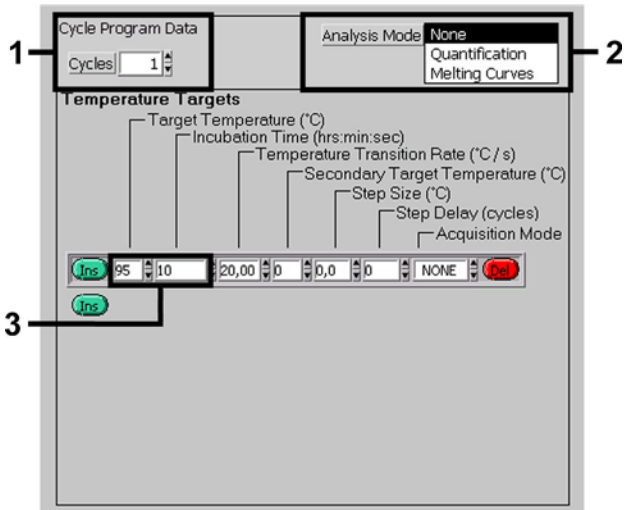 1
Cycle Program Data
Cycles 1
Analysis Mode None
Quantification
Melting Curves
2
Temperature Targets
Target Temperature (°C)
Incubation Time (hrs:min:sec)
Temperature Transition Rate (°C / s)
Secondary Target Temperature (°C)
Step Size (°C)
Step Delay (cycles)
Acquisition Mode
Ins 95 10 20,00 0 0,0 0 NONE Del
Ins
3